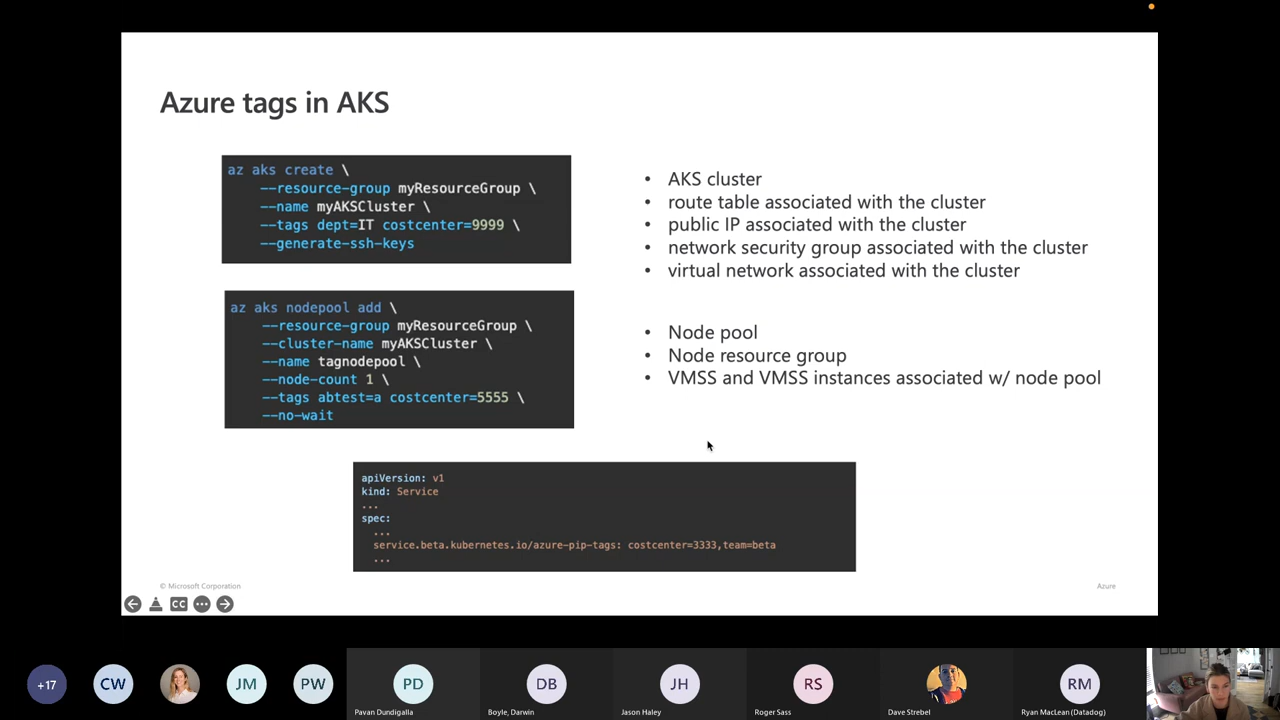 Azure tags in AKS
az aks create \
--resource-group myResourceGroup \
--name myAKSCluster \
--tags dept=IT costcenter=9999 \
--generate-ssh-keys
• AKS cluster
• route table associated with the cluster
• public IP associated with the cluster
• network security group associated with the cluster
• virtual network associated with the cluster
az aks nodepool add \
--resource-group myResourceGroup \
--cluster-name myAKSCluster \
--name tagnodepool \
--node-count 1 \
--tags abtest=a costcenter=5555 \
--no-wait
• Node pool
• Node resource group
• VMSS and VMSS instances associated w/ node pool
apiVersion: v1
kind: Service
...
spec:
...
service.beta.kubernetes.io/azure-pip-tags: costcenter=3333,team=beta
...
© Microsoft Corporation
Azure
CC
+17
CW
JM
PW
PD
Pavan Dundigalla
DB
Boyle, Darwin
JH
Jason Haley
RS
Roger Sass
Dave Strebel
RM
Ryan MacLean (Datadog)